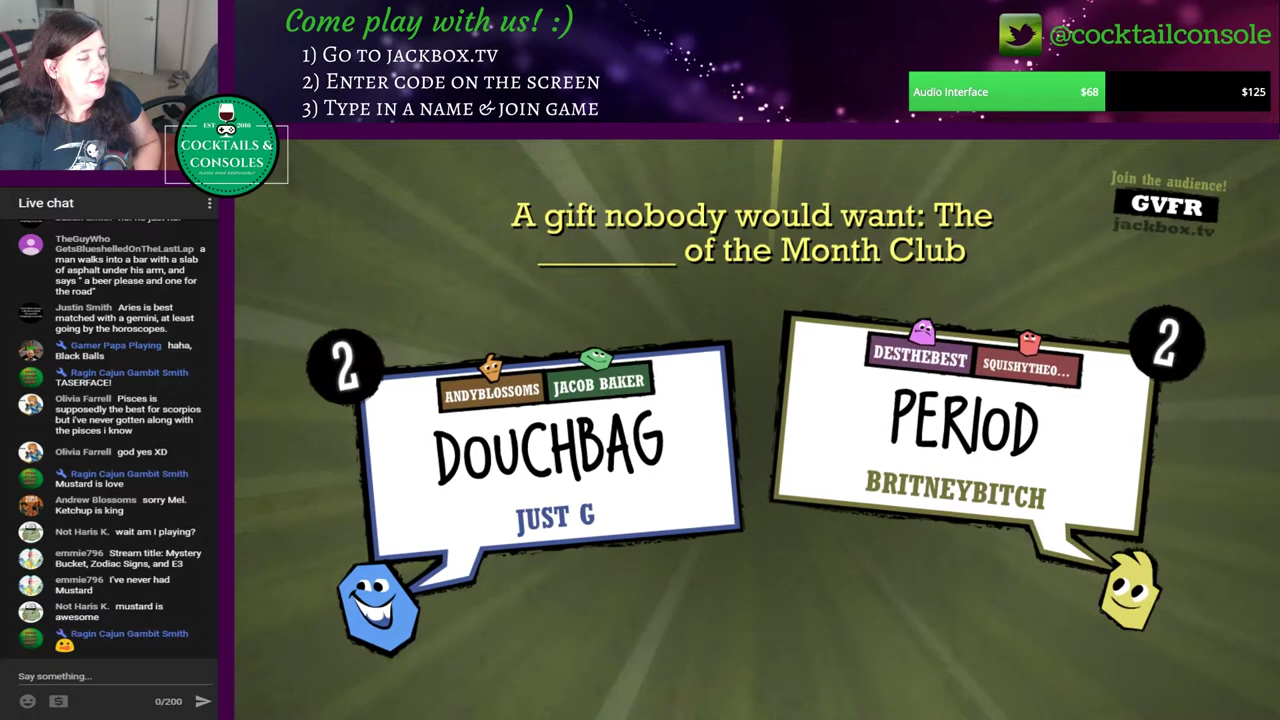 Come play with us! :)
1) Go to jackbox.tv
2) Enter code on the screen
3) Type in a name & join game
@cocktailconsole
Audio Interface $68 $125
EST 2016
COCKTAILS &
CONSOLES
PLEASE GAME RESPONSIBLY
Live chat
TheGuyWho
GetsBlueshelledOnTheLastLap a
man walks into a bar with a slab
of asphalt under his arm, and
says " a beer please and one for
the road"
Justin Smith Aries is best
matched with a gemini, at least
going by the horoscopes.
Gamer Papa Playing haha,
Black Balls
Ragin Cajun Gambit Smith
TASERFACE!
Olivia Farrell Pisces is
supposedly the best for scorpios
but i've never gotten along with
the pisces i know
Olivia Farrell god yes XD
Ragin Cajun Gambit Smith
Mustard is love
Andrew Blossoms sorry Mel.
Ketchup is king
Not Haris K. wait am I playing?
emmie796 Stream title: Mystery
Bucket, Zodiac Signs, and E3
emmie796 I've never had
Mustard
Not Haris K. mustard is
awesome
Ragin Cajun Gambit Smith
Say something...
0/200
Join the audience!
GVFR
jackbox.tv
A gift nobody would want: The
________ of the Month Club
2
ANDYBLOSSOMS JACOB BAKER
DOUCHBAG
JUST G
2
DESTHEBEST SQUISHYTHEO...
PERIOD
BRITNEYBITCH